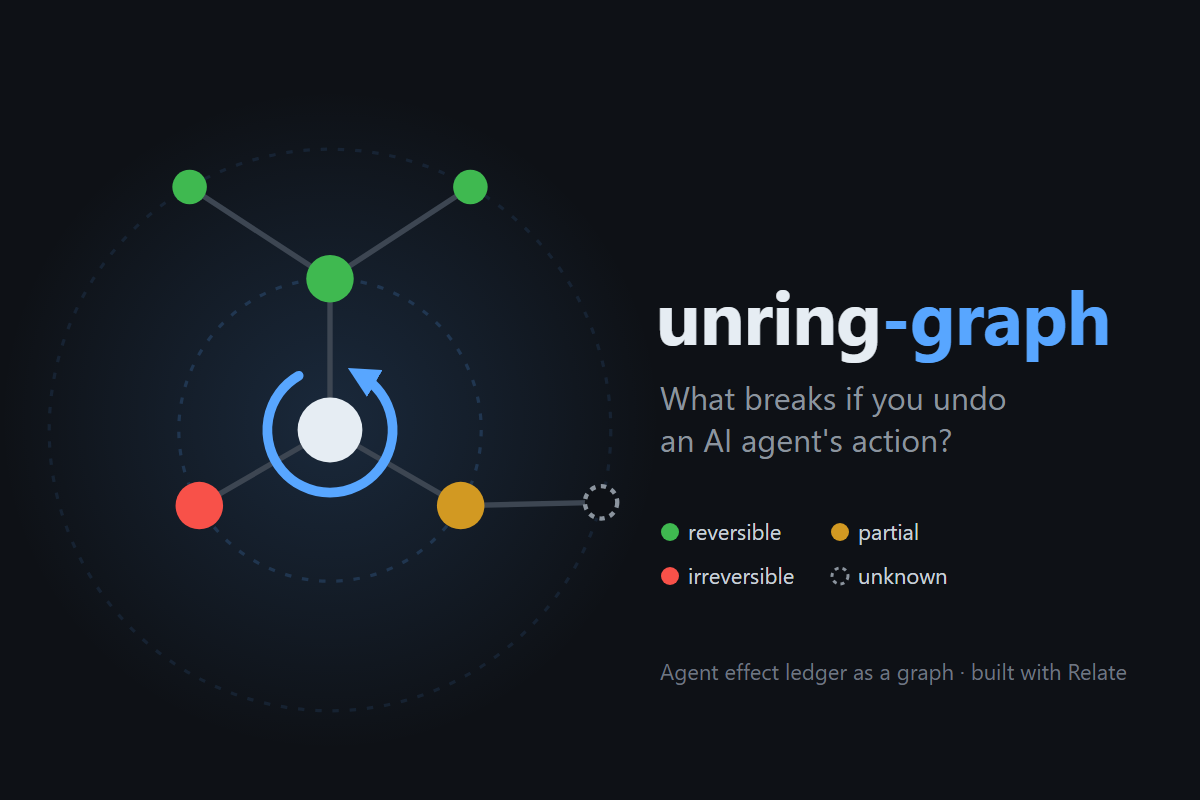 unring-graph
What breaks if you undo
an AI agent's action?
reversible
partial
irreversible
unknown
Agent effect ledger as a graph · built with Relate